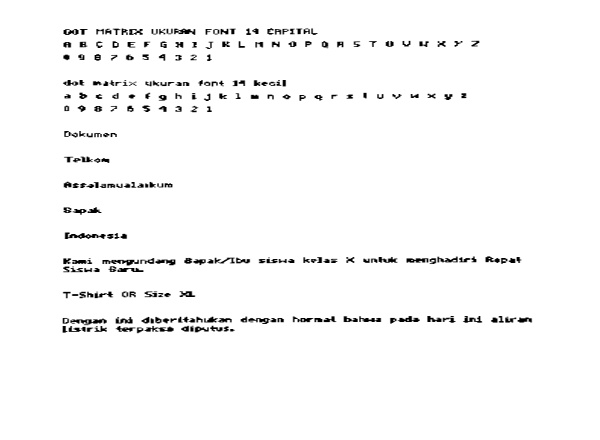 DOT MATRIX UKURAN FONT 14 CAPITAL
A B C D E F G H I J K L M N O P Q R S T U V W X Y Z
0 9 8 7 6 5 4 3 2 1
dot matrix ukuran font 14 kecil
a b c d e f g h i j k l m n o p q r s t u v w x y z
0 9 8 7 6 5 4 3 2 1
Dokumen
Telkom
Assalamualaikum
Bapak
Indonesia
Kami mengundang Bapak/Ibu siswa kelas X untuk menghadiri Rapat
Siswa Baru.
T-Shirt OR Size XL
Dengan ini diberitahukan dengan hormat bahwa pada hari ini aliran
listrik terpaksa diputus.